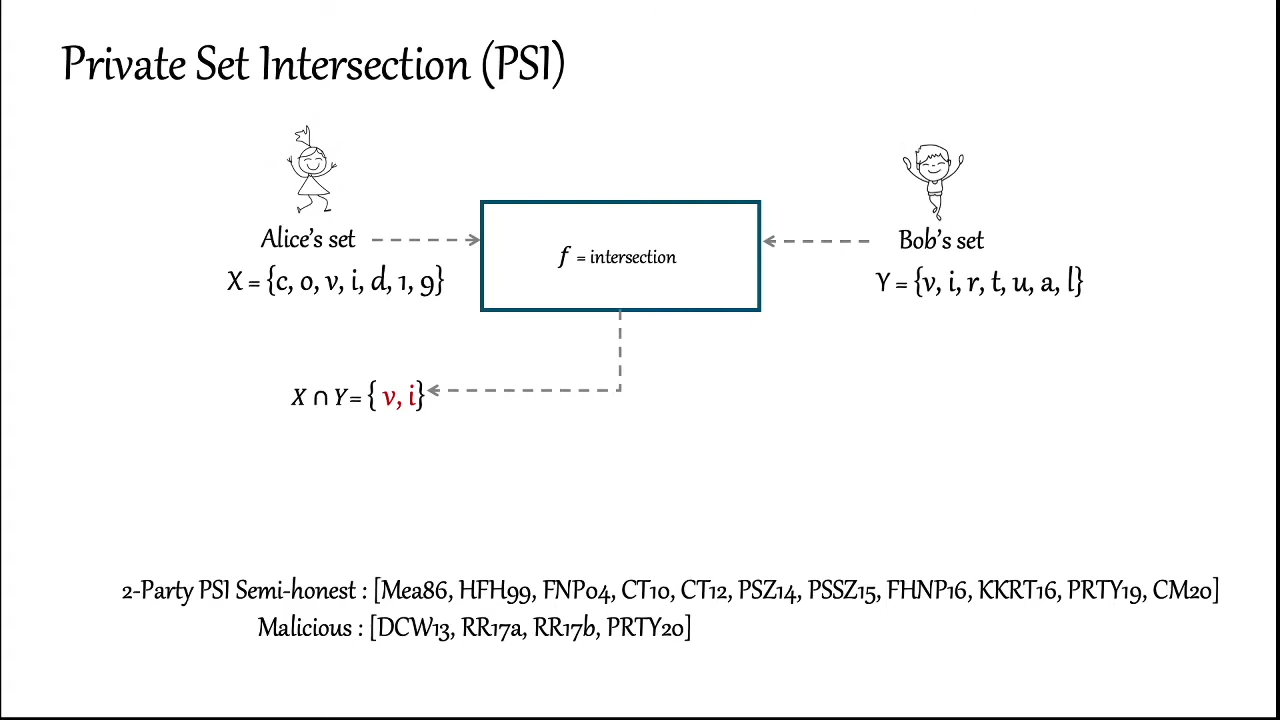 Private Set Intersection (PSI)
Alice's set
Bob's set
f = intersection
X = {c, o, v, i, d, 1, 9}
Y = {v, i, r, t, u, a, l}
X ∩ Y = { v, i}
2-Party PSI Semi-honest : [Mea86, HFH99, FNP04, CT10, CT12, PSZ14, PSSZ15, FHNP16, KKRT16, PRTY19, CM20]
Malicious : [DCW13, RR17a, RR17b, PRTY20]